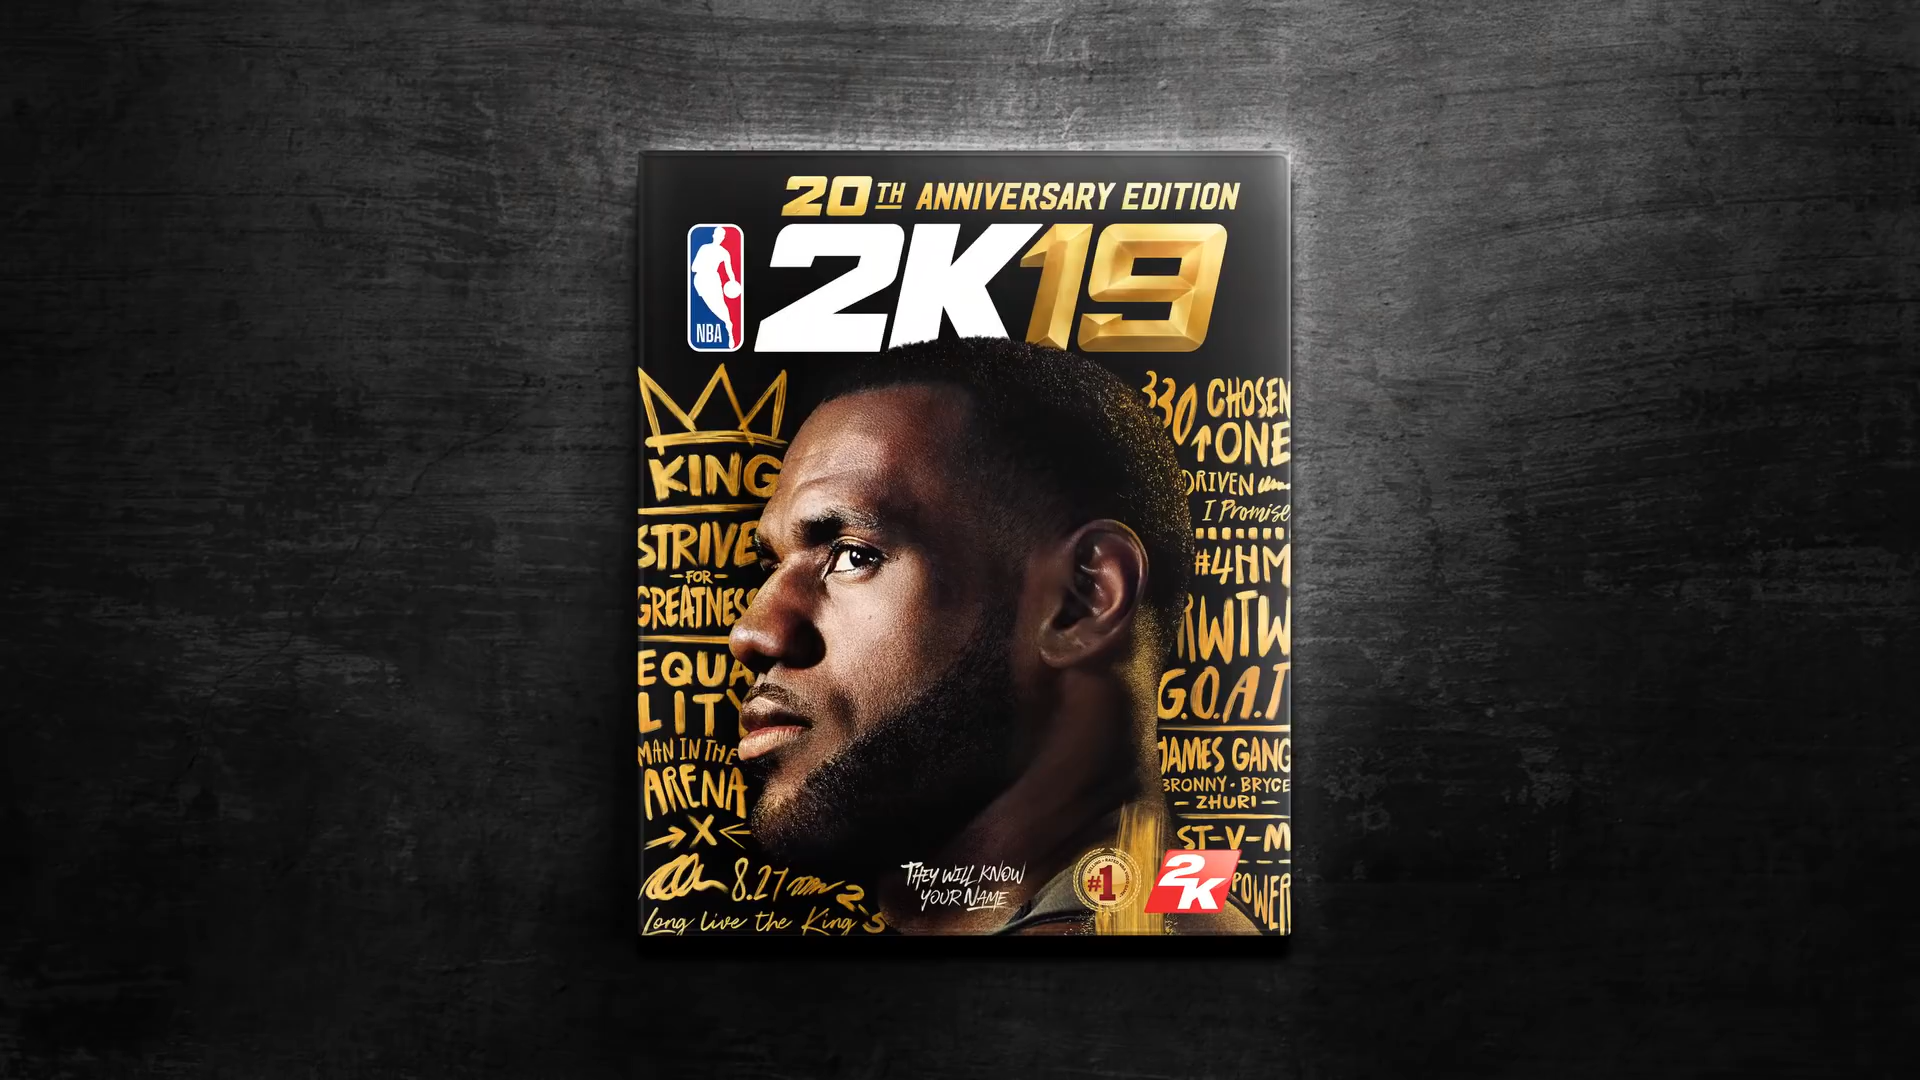 20TH ANNIVERSARY EDITION
NBA
2K19
KING
STRIVE
-FOR-
GREATNESS
EQUA
LITY
MAN IN THE
ARENA
→X←
8.27
Long live the King
330
CHOSEN
↑ONE
DRIVEN
I Promise
#4HM
RWTW
G.O.A.T
JAMES GANG
BRONNY · BRYCE
- ZHURI -
ST-V-M
POWER
THEY WILL KNOW
YOUR NAME
#1
2K